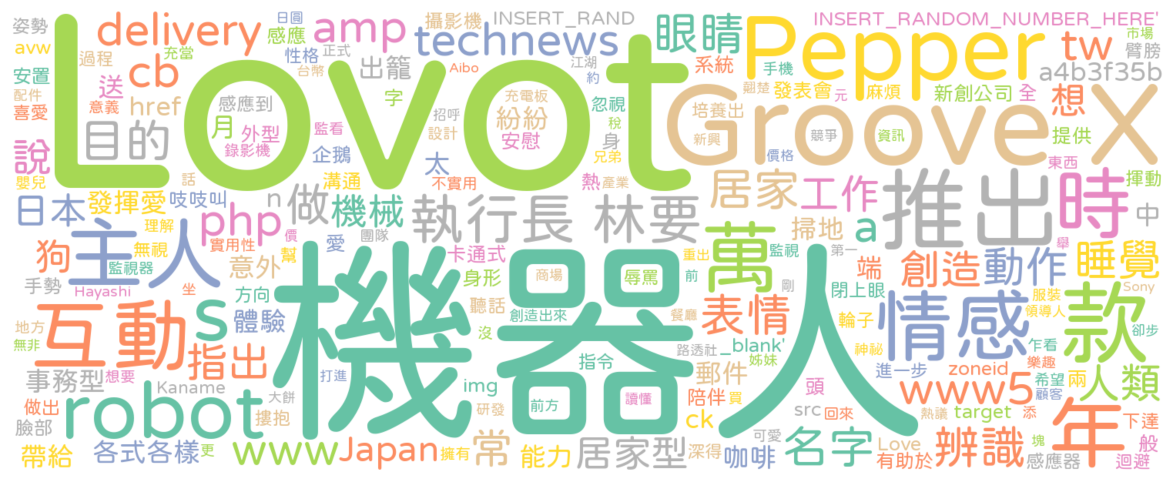 姿勢 delivery 日圓 感應 amp 攝影機 INSERT_RAND 眼睛 INSERT_RANDOM_NUMBER_HERE'
avw 過程 充當 性格 正式 Lovot technews Pepper tw 市場 臂膀
安置 cb 送 出籠 台幣 Aibo 江湖 約 系統 手機 翹楚 發表會 麻煩 a4b3f35b
配件 喜愛 意義 href 感應到 字 充電板 忽視 稅 培養出 元 新創公司 全 想 提供
目的 月 外型 監看 招呼 設計 紛紛 安慰 身 新興 Groove X 競爭 資訊
說 嬰兒 錄影機 企鵝 溝通 太 不實用 熱 兄弟 產業 價格 居家 工作 推出 時 東西 揮動
日本 話 發揮愛 吱吱叫 n 做 機械 執行長 林要 萬 掃地 a 中
狗 主人 理解 無視 php 實用性 價 幫 愛 團隊 卡通式 重出 監視 第一 端 創造 動作 舉 睡覺
手勢 監視器 Hayashi 坐 意外 身形 商場 辱罵 前 剛 閉上眼 服裝 Sony
地方 無非 互動 s 方向 體驗 機器人 聽話 沒 創造出來 餐廳 表情 輪子 情感 領導人 款 卻步
指出 路透社 _blank' 姊妹 神祕 乍看 樂趣
事務型 想要 Kaname 打進 img 指令 郵件 頭 進一步 zoneid 希望 兩 人類
做出 robot 大餅 摟抱 研發 前方 讀懂 陪伴 買 src 回來 www5 顧客
臉部 ck 熱議 target 添 年 下達
帶給 各式各樣 更 www Japan 擁有 常 能力 居家型 可愛 深得 咖啡 名字 Love 有助於 辨識 塊 感應器 般 迴避